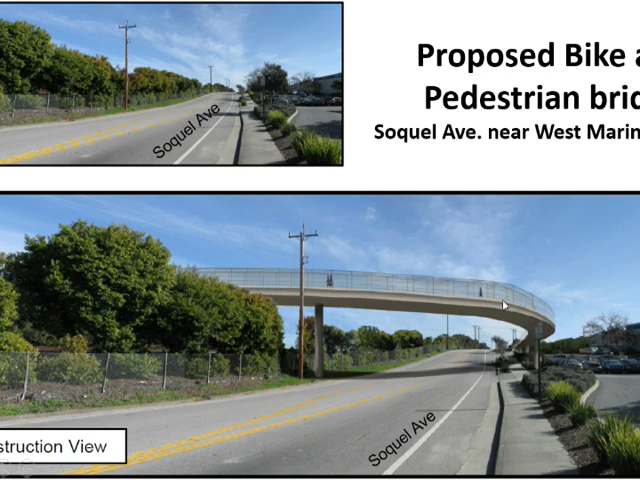 Proposed Bike a
Pedestrian brid
Soquel Ave. near West Marin
Soquel Ave
Soquel Ave
struction View